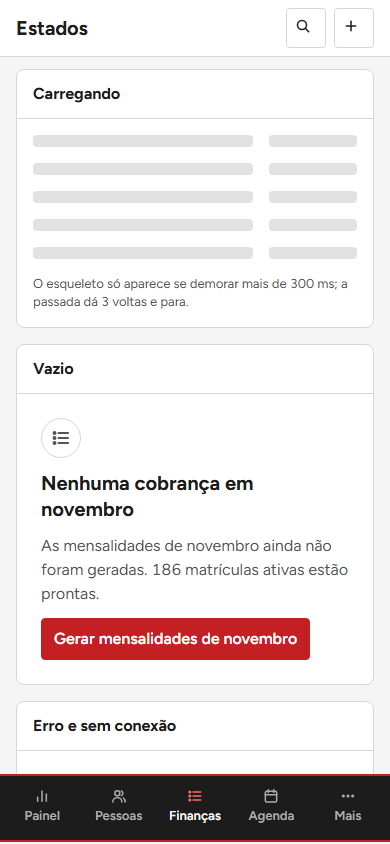 Estados
Carregando
O esqueleto só aparece se demorar mais de 300 ms; a
passada dá 3 voltas e para.
Vazio
Nenhuma cobrança em
novembro
As mensalidades de novembro ainda não
foram geradas. 186 matrículas ativas estão
prontas.
Gerar mensalidades de novembro
Erro e sem conexão
Painel
Pessoas
Finanças
Agenda
Mais